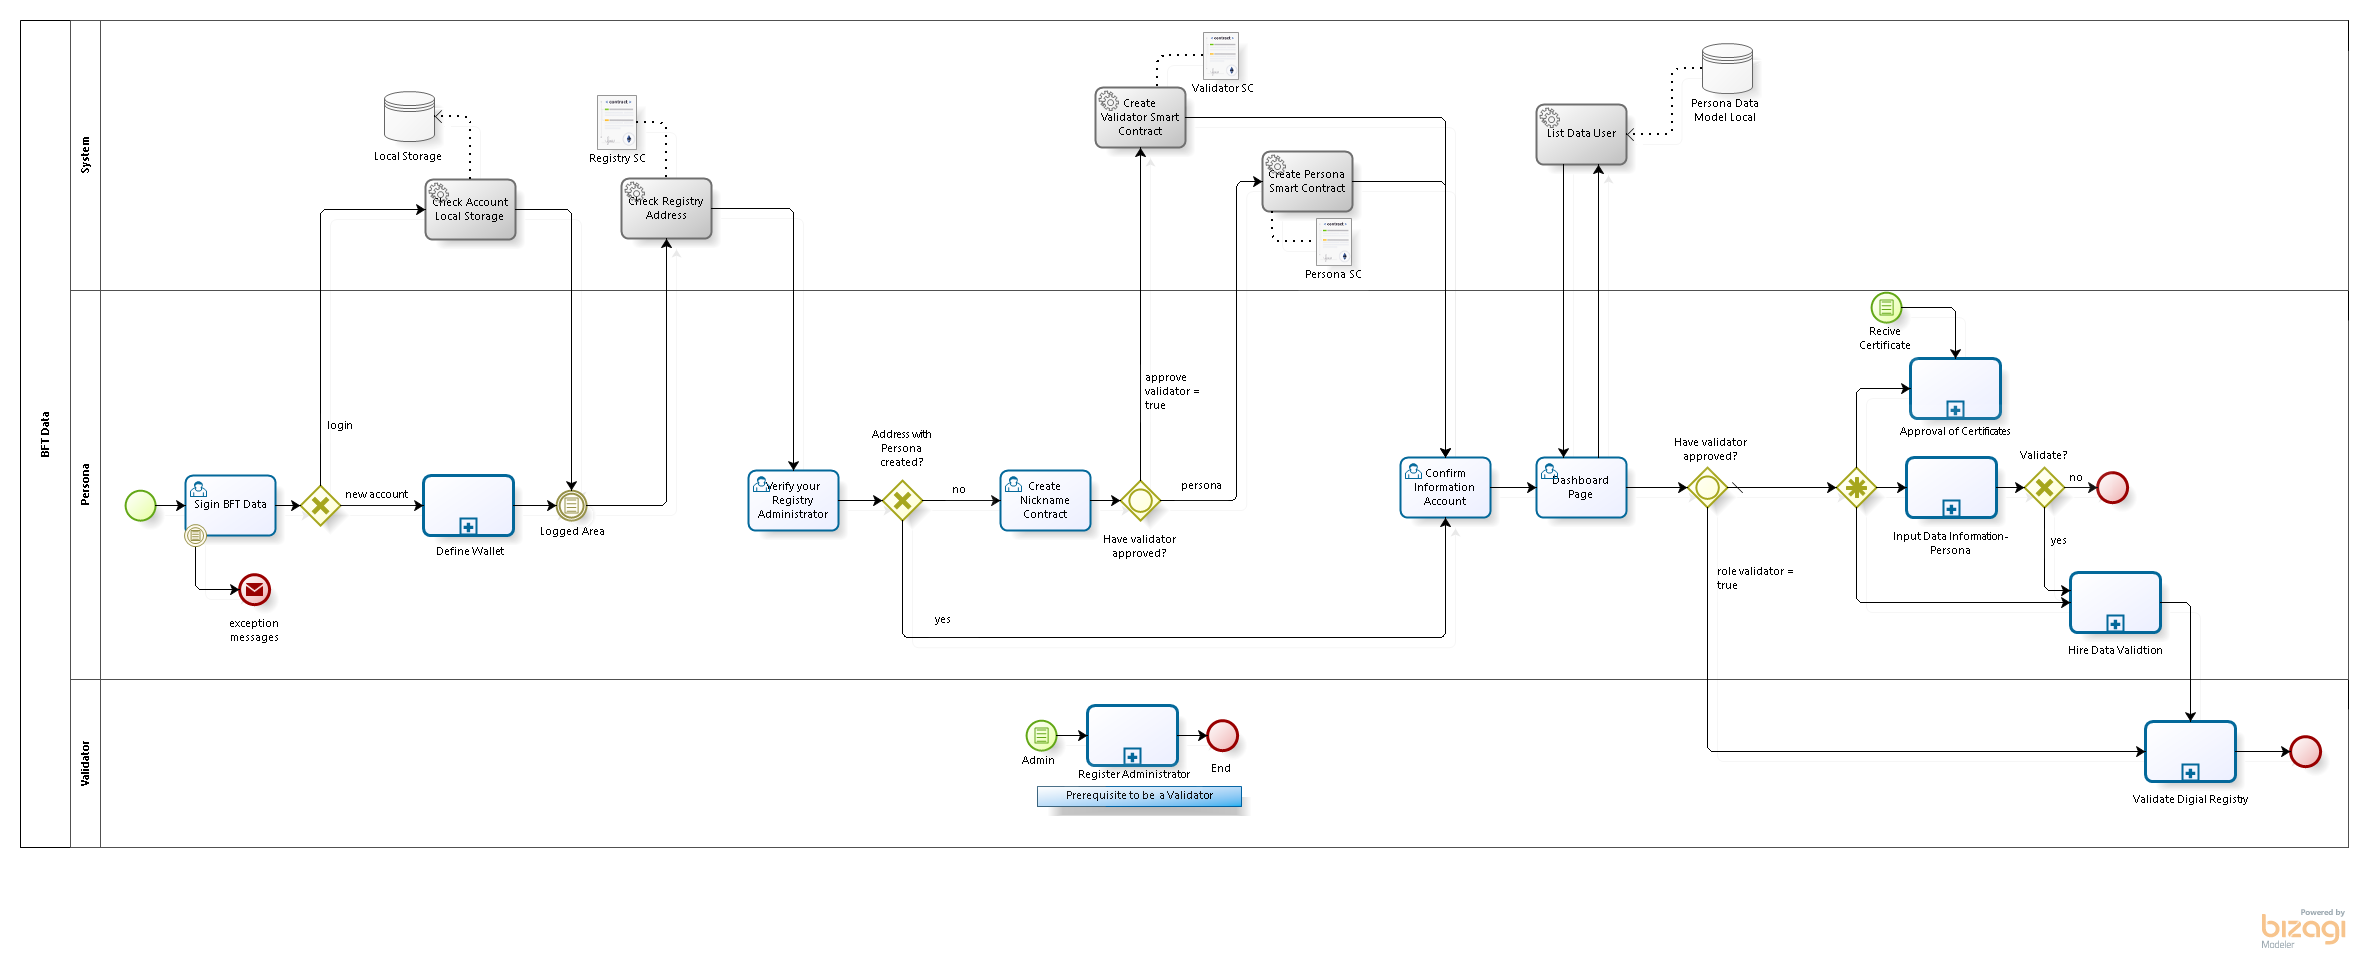 BFT Data
System
Persona
Validator
Local Storage
Check Account
Local Storage
contract
Registry SC
Check Registry
Address
contract
Validator SC
Create
Validator Smart
Contract
Create Persona
Smart Contract
contract
Persona SC
List Data User
Persona Data
Model Local
Sigin BFT Data
exception
messages
login
new account
Define Wallet
Logged Area
Verify your
Registry
Administrator
Address with
Persona
created?
no
yes
Create
Nickname
Contract
Have validator
approved?
approve
validator =
true
persona
Confirm
Information
Account
Dashboard
Page
Have validator
approved?
role validator =
true
Recive
Certificate
Approval of Certificates
Input Data Information-
Persona
Validate?
no
yes
Hire Data Validtion
Admin
Register Administrator
End
Prerequisite to be a Validator
Validate Digial Registry
Powered by
bizagi
Modeler